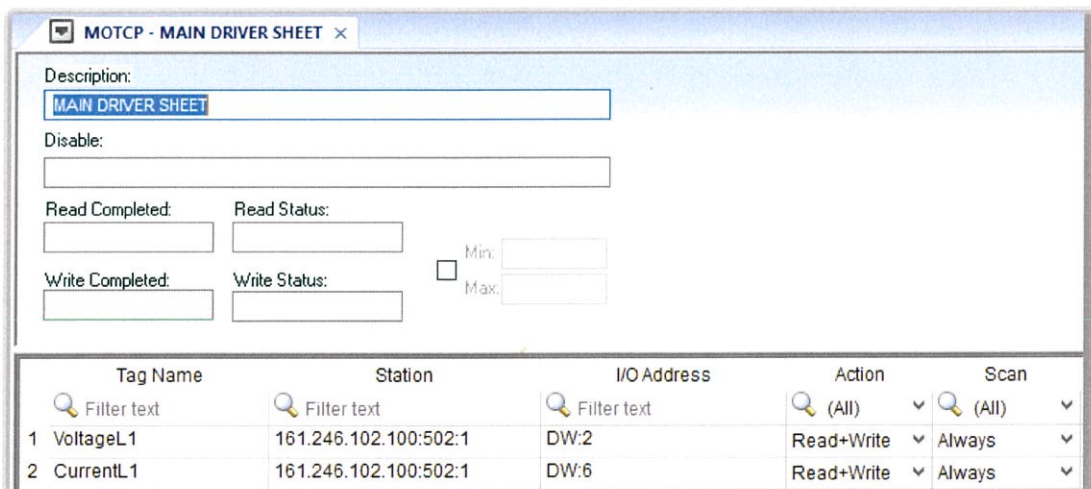 MOTCP - MAIN DRIVER SHEET ×
Description:
MAIN DRIVER SHEET
Disable:
Read Completed: Read Status:
Min:
Write Completed: Write Status:
Max:
Tag Name Station I/O Address Action Scan
Filter text Filter text Filter text (All) (All)
1 VoltageL1 161.246.102.100:502:1 DW:2 Read+Write Always
2 CurrentL1 161.246.102.100:502:1 DW:6 Read+Write Always